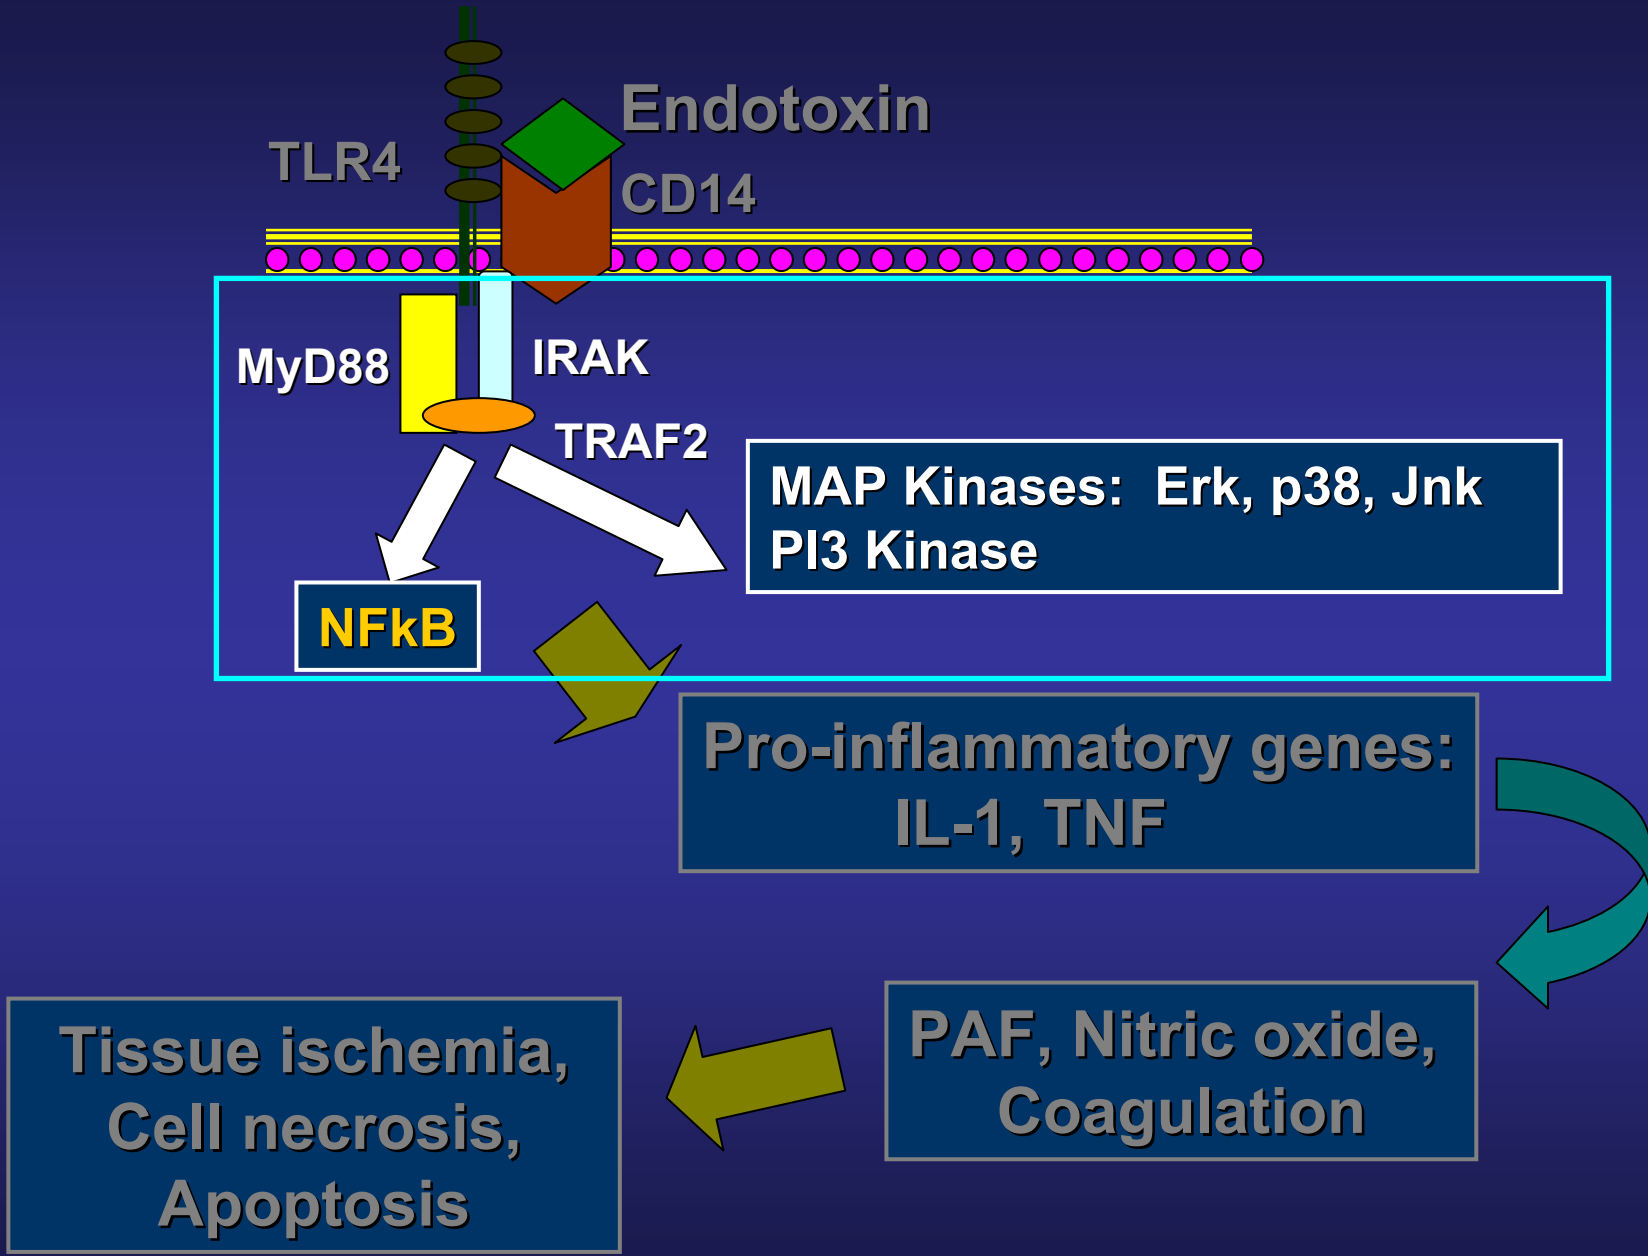 Endotoxin
TLR4
CD14
MyD88
IRAK
TRAF2
MAP Kinases: Erk, p38, Jnk
PI3 Kinase
NFkB
Pro-inflammatory genes:
IL-1, TNF
PAF, Nitric oxide,
Coagulation
Tissue ischemia,
Cell necrosis,
Apoptosis